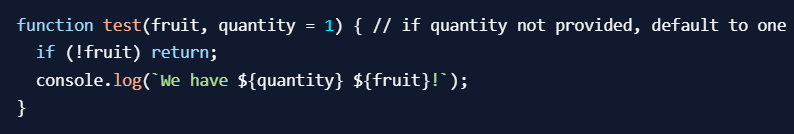 function test(fruit, quantity = 1) { // if quantity not provided, default to one
  if (!fruit) return;
  console.log(`We have ${quantity} ${fruit}!`);
}